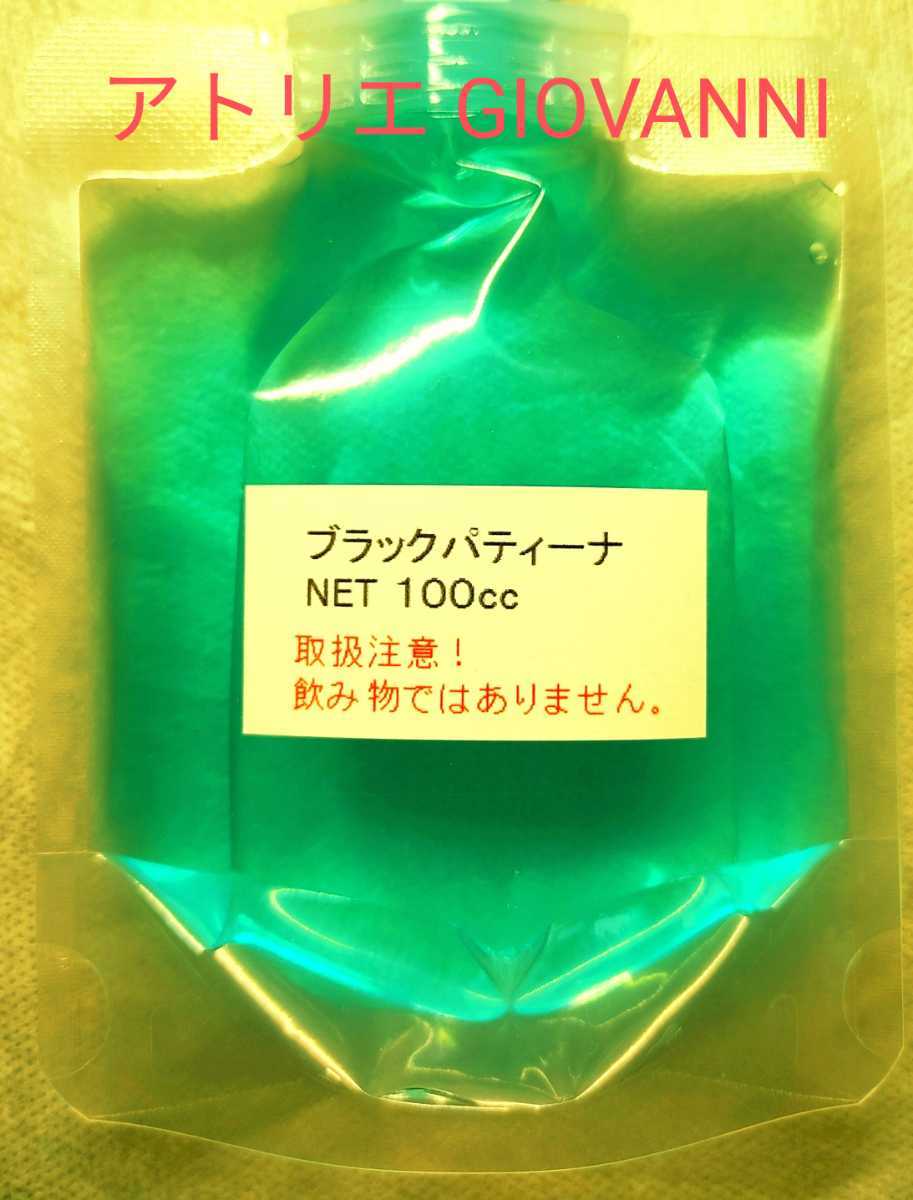 アトリエ GIOVANNI
ブラックパティーナ
NET 100cc
取扱注意！
飲み物ではありません。